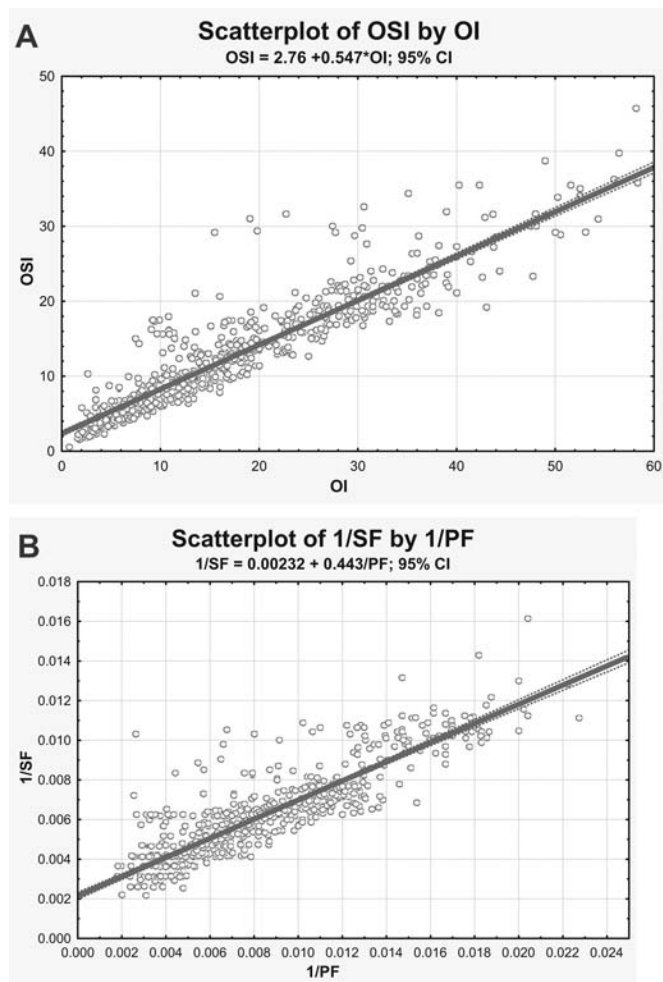 A
Scatterplot of OSI by OI
OSI = 2.76 +0.547*OI; 95% CI
50
40
30
20
10
0
OSI
0 10 20 30 40 50 60
OI
B
Scatterplot of 1/SF by 1/PF
1/SF = 0.00232 + 0.443/PF; 95% CI
0.018
0.016
0.014
0.012
0.010
0.008
0.006
0.004
0.002
0.000
1/SF
0.000 0.002 0.004 0.006 0.008 0.010 0.012 0.014 0.016 0.018 0.020 0.022 0.024
1/PF